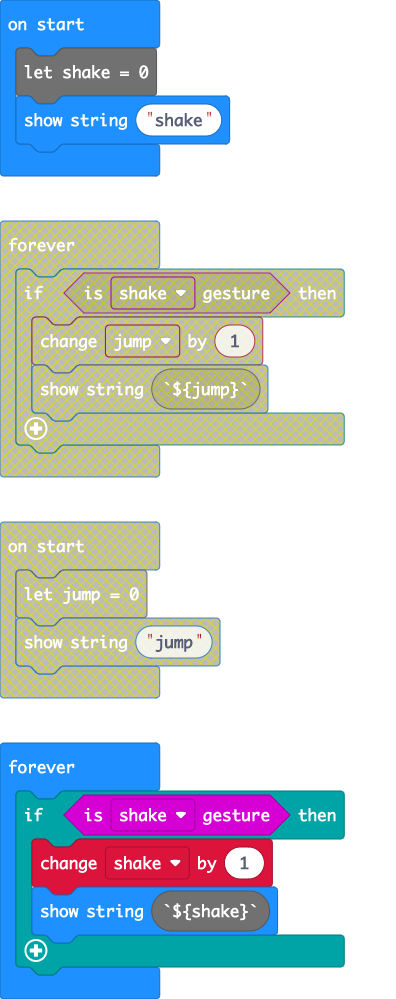 on start
let shake = 0
show string "shake"
forever
if is shake gesture then
change jump by 1
show string `${jump}`
on start
let jump = 0
show string "jump"
forever
if is shake gesture then
change shake by 1
show string `${shake}`